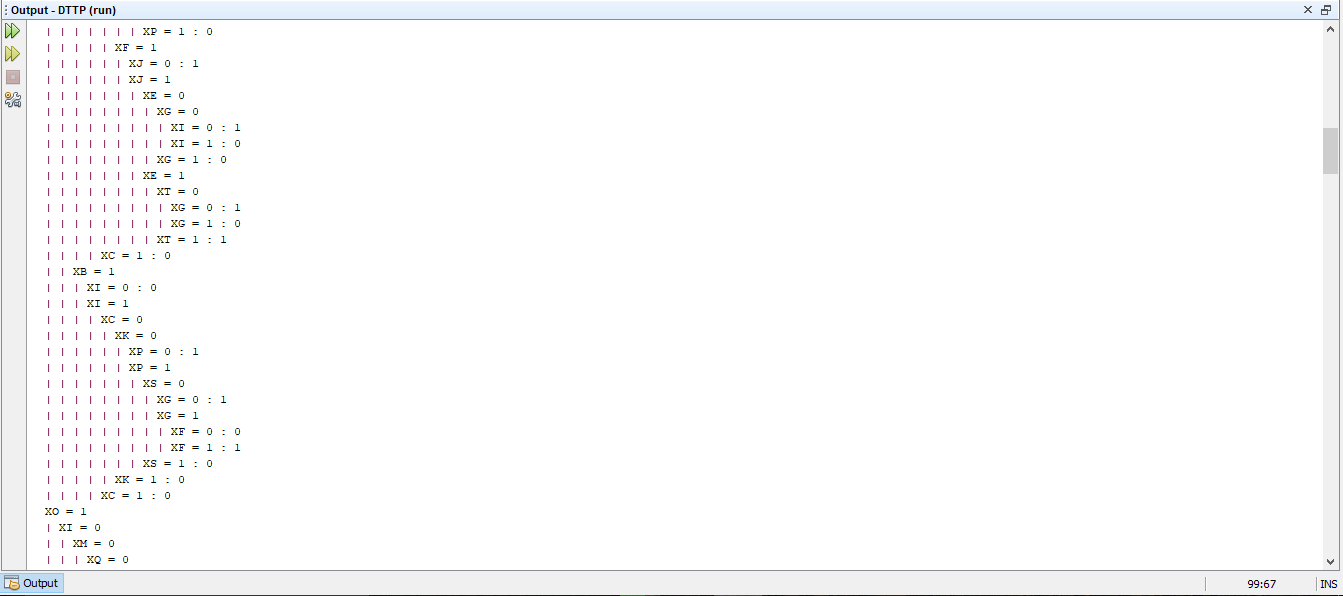 Output - DTTP (run)
| | | | | | | XP = 1 : 0
| | | | | XF = 1
| | | | | | XJ = 0 : 1
| | | | | | XJ = 1
| | | | | | | XE = 0
| | | | | | | | XG = 0
| | | | | | | | | XI = 0 : 1
| | | | | | | | | XI = 1 : 0
| | | | | | | | XG = 1 : 0
| | | | | | | XE = 1
| | | | | | | | XT = 0
| | | | | | | | | XG = 0 : 1
| | | | | | | | | XG = 1 : 0
| | | | | | | | XT = 1 : 1
| | | | XC = 1 : 0
| | XB = 1
| | | XI = 0 : 0
| | | XI = 1
| | | | XC = 0
| | | | | XK = 0
| | | | | | XP = 0 : 1
| | | | | | XP = 1
| | | | | | | XS = 0
| | | | | | | | XG = 0 : 1
| | | | | | | | XG = 1
| | | | | | | | | XF = 0 : 0
| | | | | | | | | XF = 1 : 1
| | | | | | | XS = 1 : 0
| | | | | XK = 1 : 0
| | | | XC = 1 : 0
XO = 1
| XI = 0
| | XM = 0
| | | XQ = 0
Output
99:67
INS